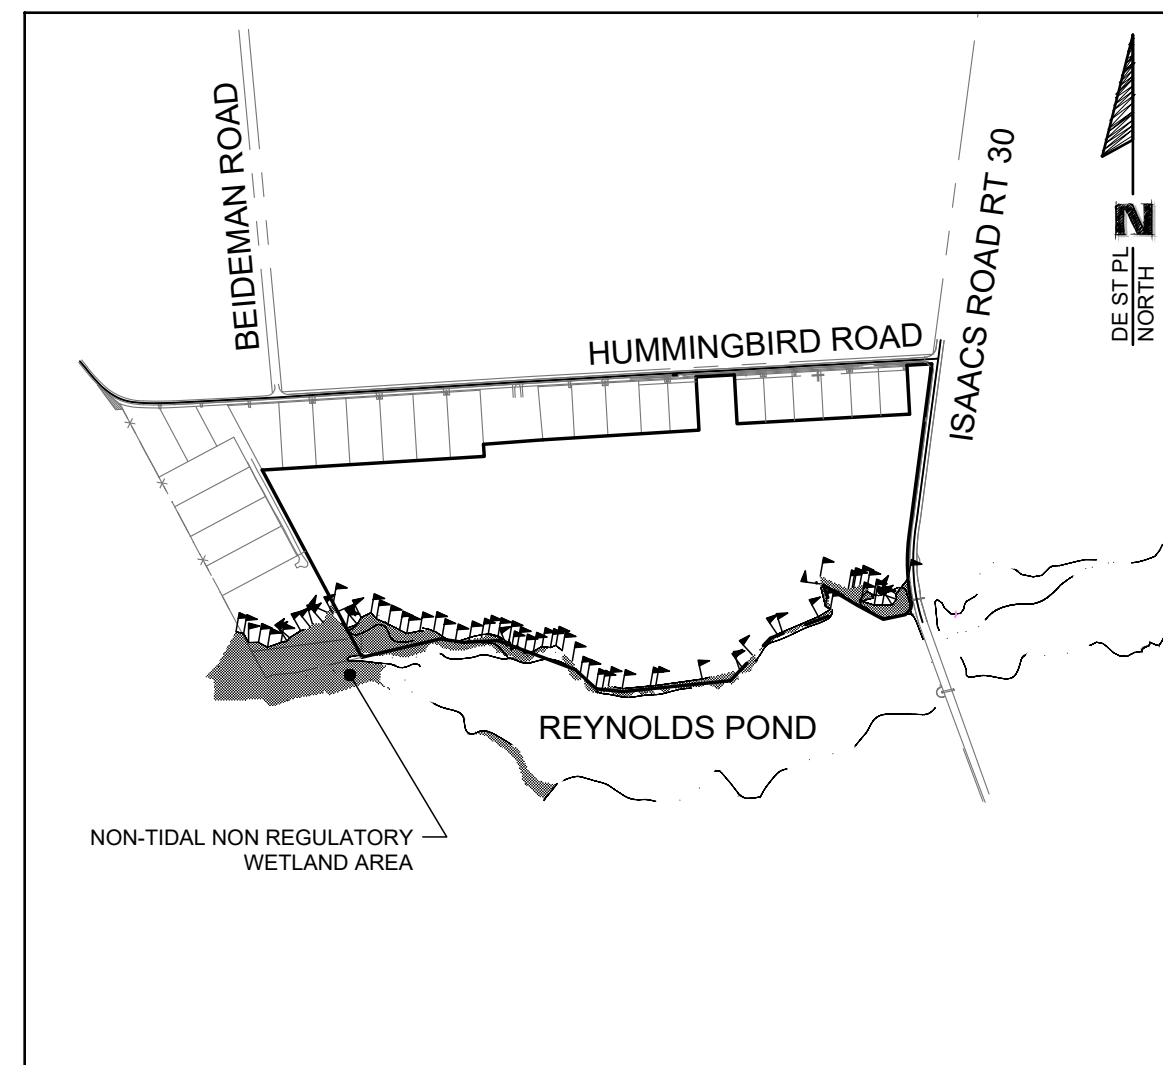 BEIDEMAN ROAD
HUMMINGBIRD ROAD
ISAACS ROAD RT 30
N
DE ST PL
NORTH
REYNOLDS POND
NON-TIDAL NON REGULATORY
WETLAND AREA